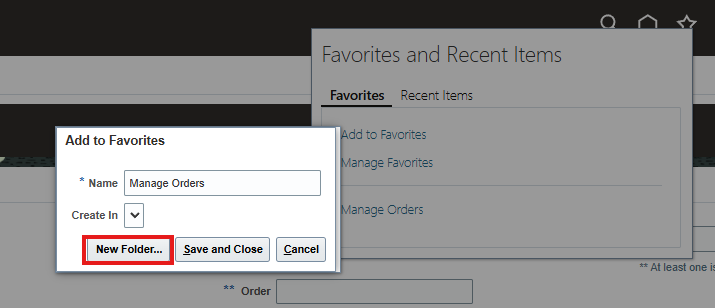 Favorites and Recent Items
Favorites Recent Items
Add to Favorites
Manage Favorites
Manage Orders
Add to Favorites
* Name Manage Orders
Create In
New Folder... Save and Close Cancel
** At least one is
** Order